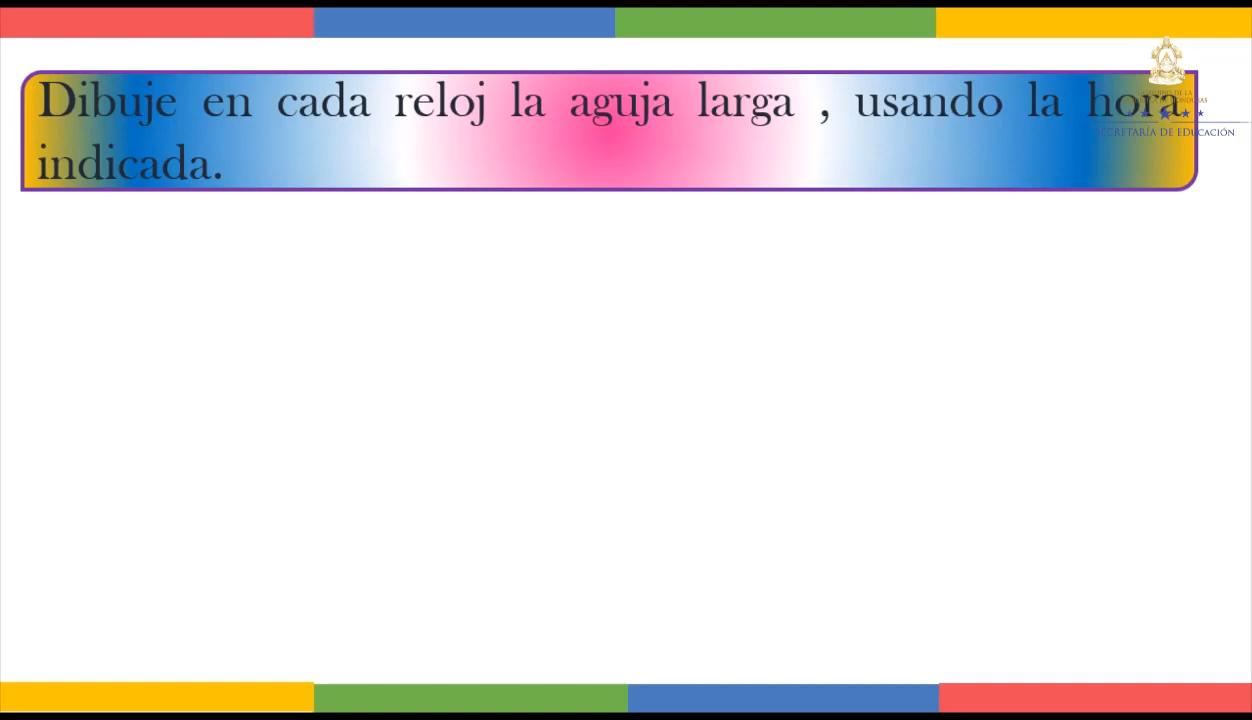 Dibuje en cada reloj la aguja larga , usando la hora
indicada.
SECRETARÍA DE EDUCACIÓN